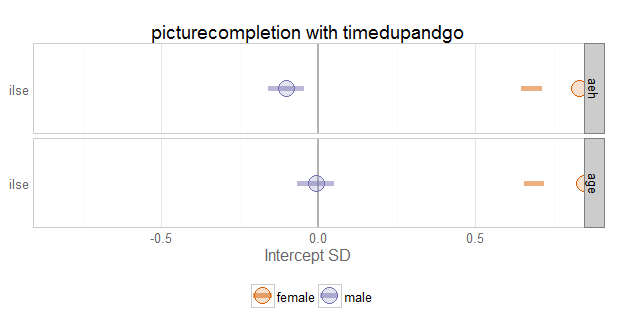 picturecompletion with timedupandgo
ilse
aeh
ilse
age
-0.5 0.0 0.5
Intercept SD
female male